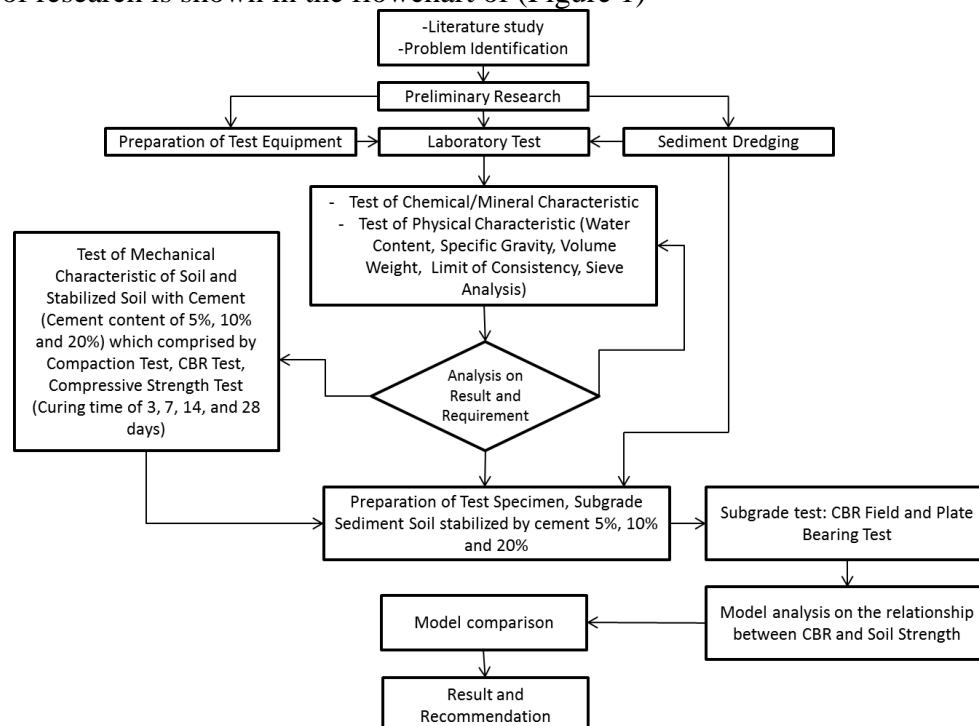 of research is shown in the flowchart of (Figure 1)
-Literature study
-Problem Identification
Preliminary Research
Preparation of Test Equipment
Laboratory Test
Sediment Dredging
- Test of Chemical/Mineral Characteristic
- Test of Physical Characteristic (Water
Content, Specific Gravity, Volume
Weight, Limit of Consistency, Sieve
Analysis)
Test of Mechanical
Characteristic of Soil and
Stabilized Soil with Cement
(Cement content of 5%, 10%
and 20%) which comprised by
Compaction Test, CBR Test,
Compressive Strength Test
(Curing time of 3, 7, 14, and 28
days)
Analysis on
Result and
Requirement
Preparation of Test Specimen, Subgrade
Sediment Soil stabilized by cement 5%, 10%
and 20%
Subgrade test: CBR Field and Plate
Bearing Test
Model analysis on the relationship
between CBR and Soil Strength
Model comparison
Result and
Recommendation